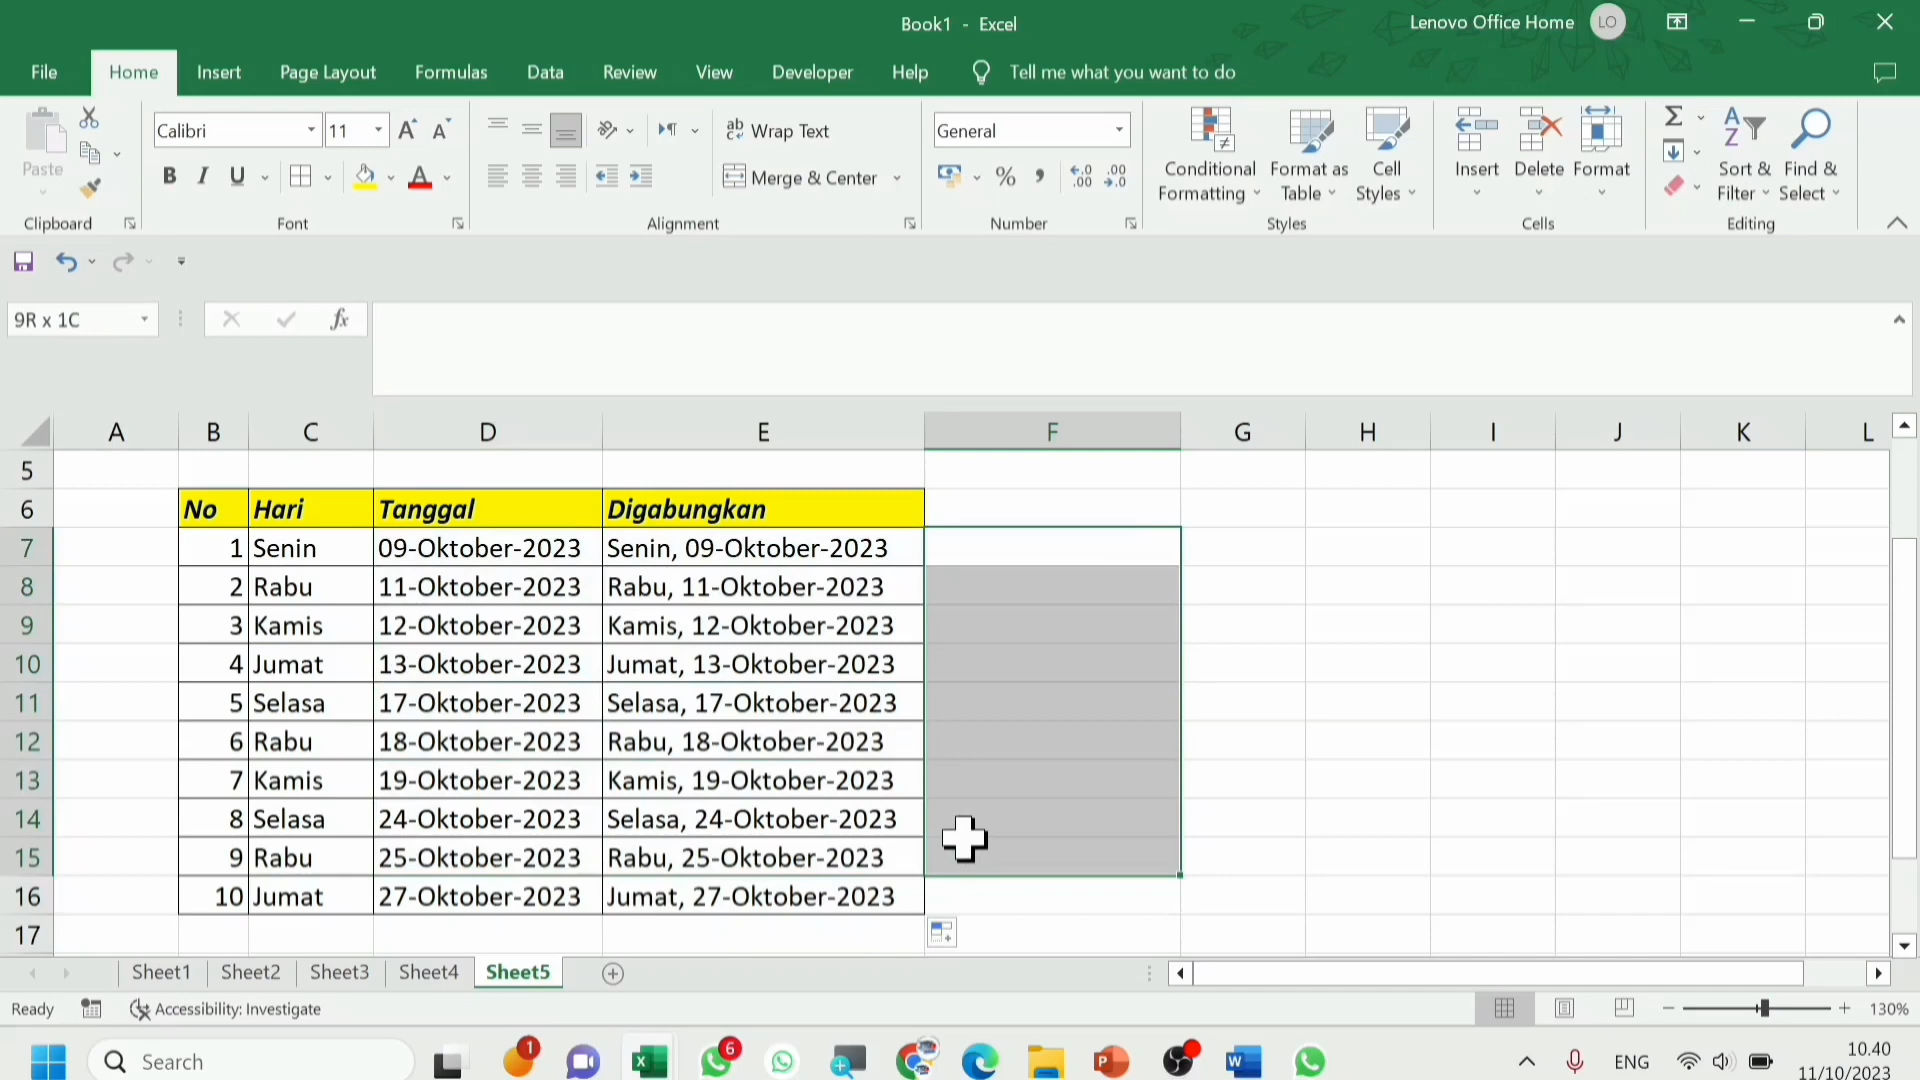 Book1 - Excel
Lenovo Office Home
LO
File
Home
Insert
Page Layout
Formulas
Data
Review
View
Developer
Help
Tell me what you want to do
Paste
Clipboard
Calibri
11
B I U
Font
Wrap Text
Merge & Center
Alignment
General
Number
Conditional Formatting
Format as Table
Cell Styles
Styles
Insert
Delete
Format
Cells
Sort & Filter
Find & Select
Editing
9R x 1C
fx
A B C D E F G H I J K L
5
6 No Hari Tanggal Digabungkan
7 1 Senin 09-Oktober-2023 Senin, 09-Oktober-2023
8 2 Rabu 11-Oktober-2023 Rabu, 11-Oktober-2023
9 3 Kamis 12-Oktober-2023 Kamis, 12-Oktober-2023
10 4 Jumat 13-Oktober-2023 Jumat, 13-Oktober-2023
11 5 Selasa 17-Oktober-2023 Selasa, 17-Oktober-2023
12 6 Rabu 18-Oktober-2023 Rabu, 18-Oktober-2023
13 7 Kamis 19-Oktober-2023 Kamis, 19-Oktober-2023
14 8 Selasa 24-Oktober-2023 Selasa, 24-Oktober-2023
15 9 Rabu 25-Oktober-2023 Rabu, 25-Oktober-2023
16 10 Jumat 27-Oktober-2023 Jumat, 27-Oktober-2023
17
Sheet1 Sheet2 Sheet3 Sheet4 Sheet5
Ready
Accessibility: Investigate
130%
Search
1
6
ENG
10.40
11/10/2023